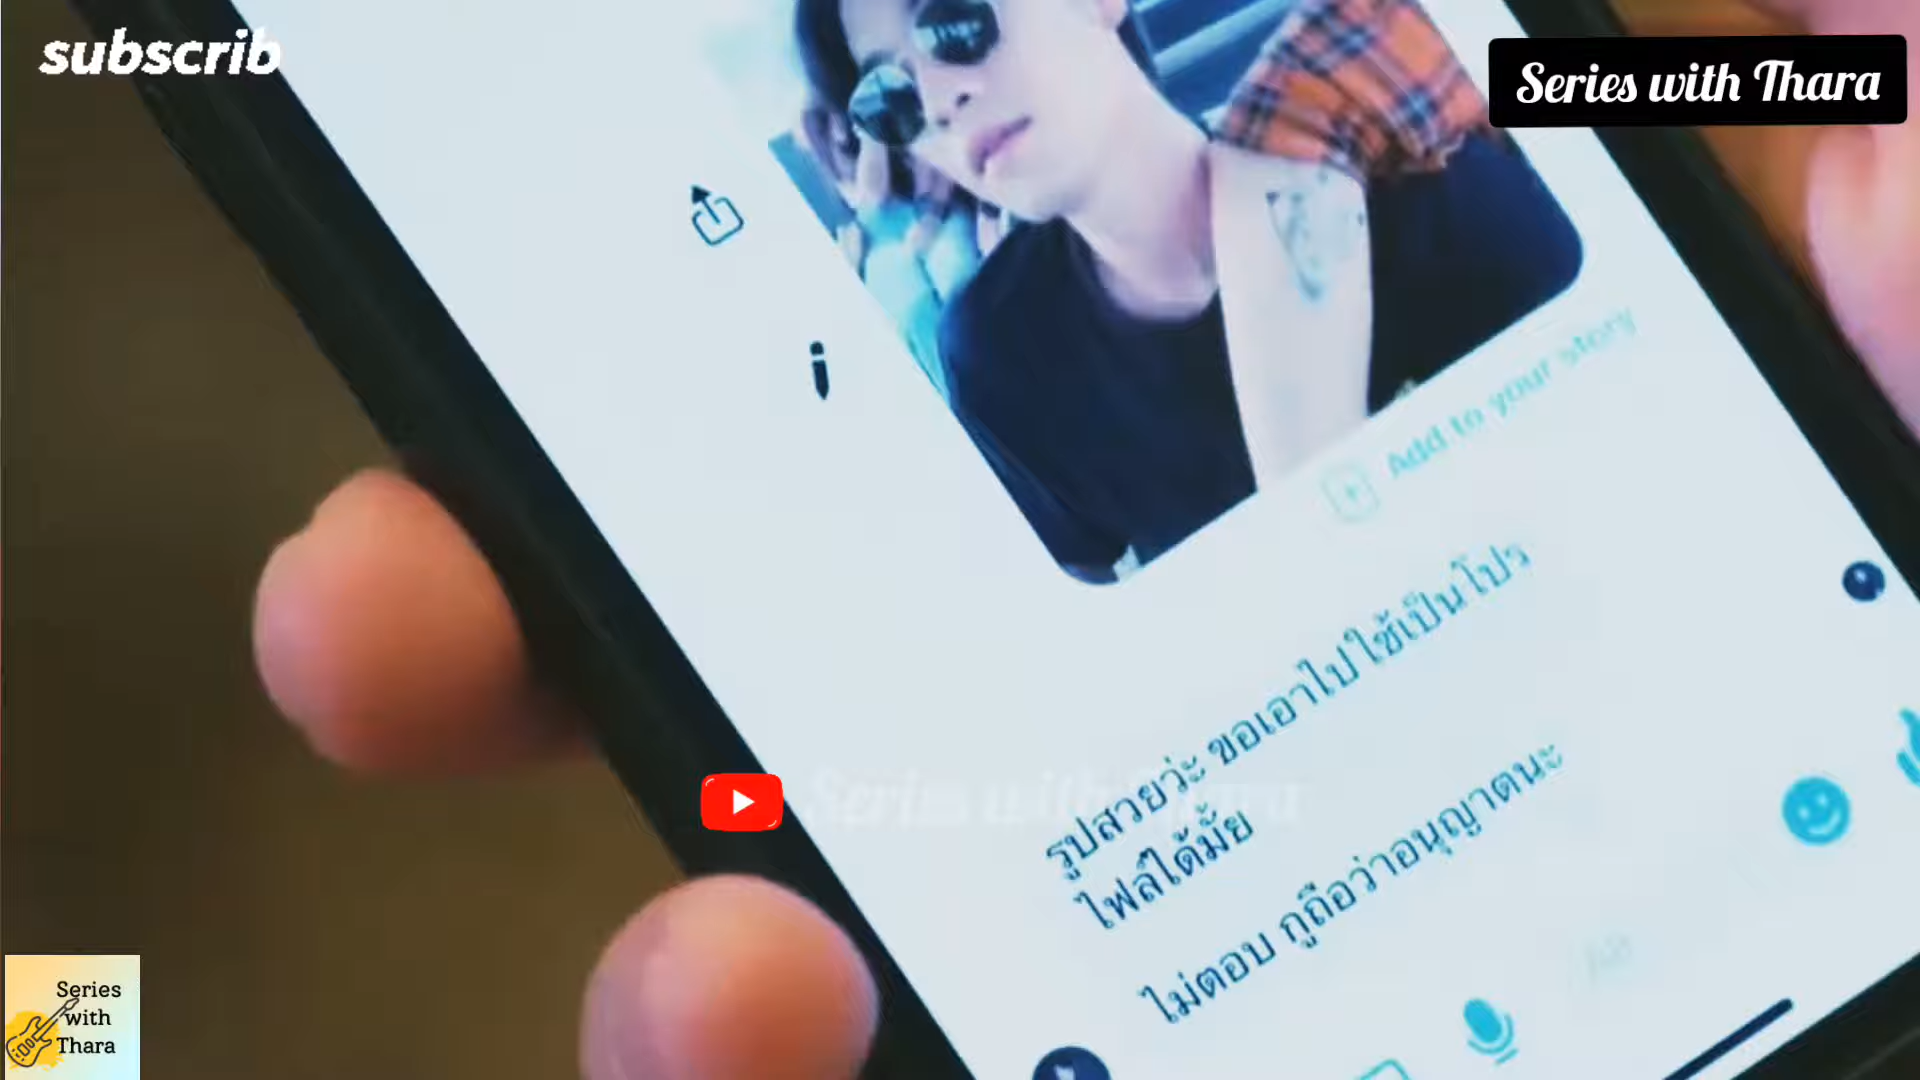 subscrib
Series with Thara
Add to your story
รูปสวยว่ะ ขอเอาไปใช้เป็นโปร
ไฟล์ได้มั้ย
ไม่ตอบ กูถือว่าอนุญาตนะ
Series with Thara
Series
with
Thara